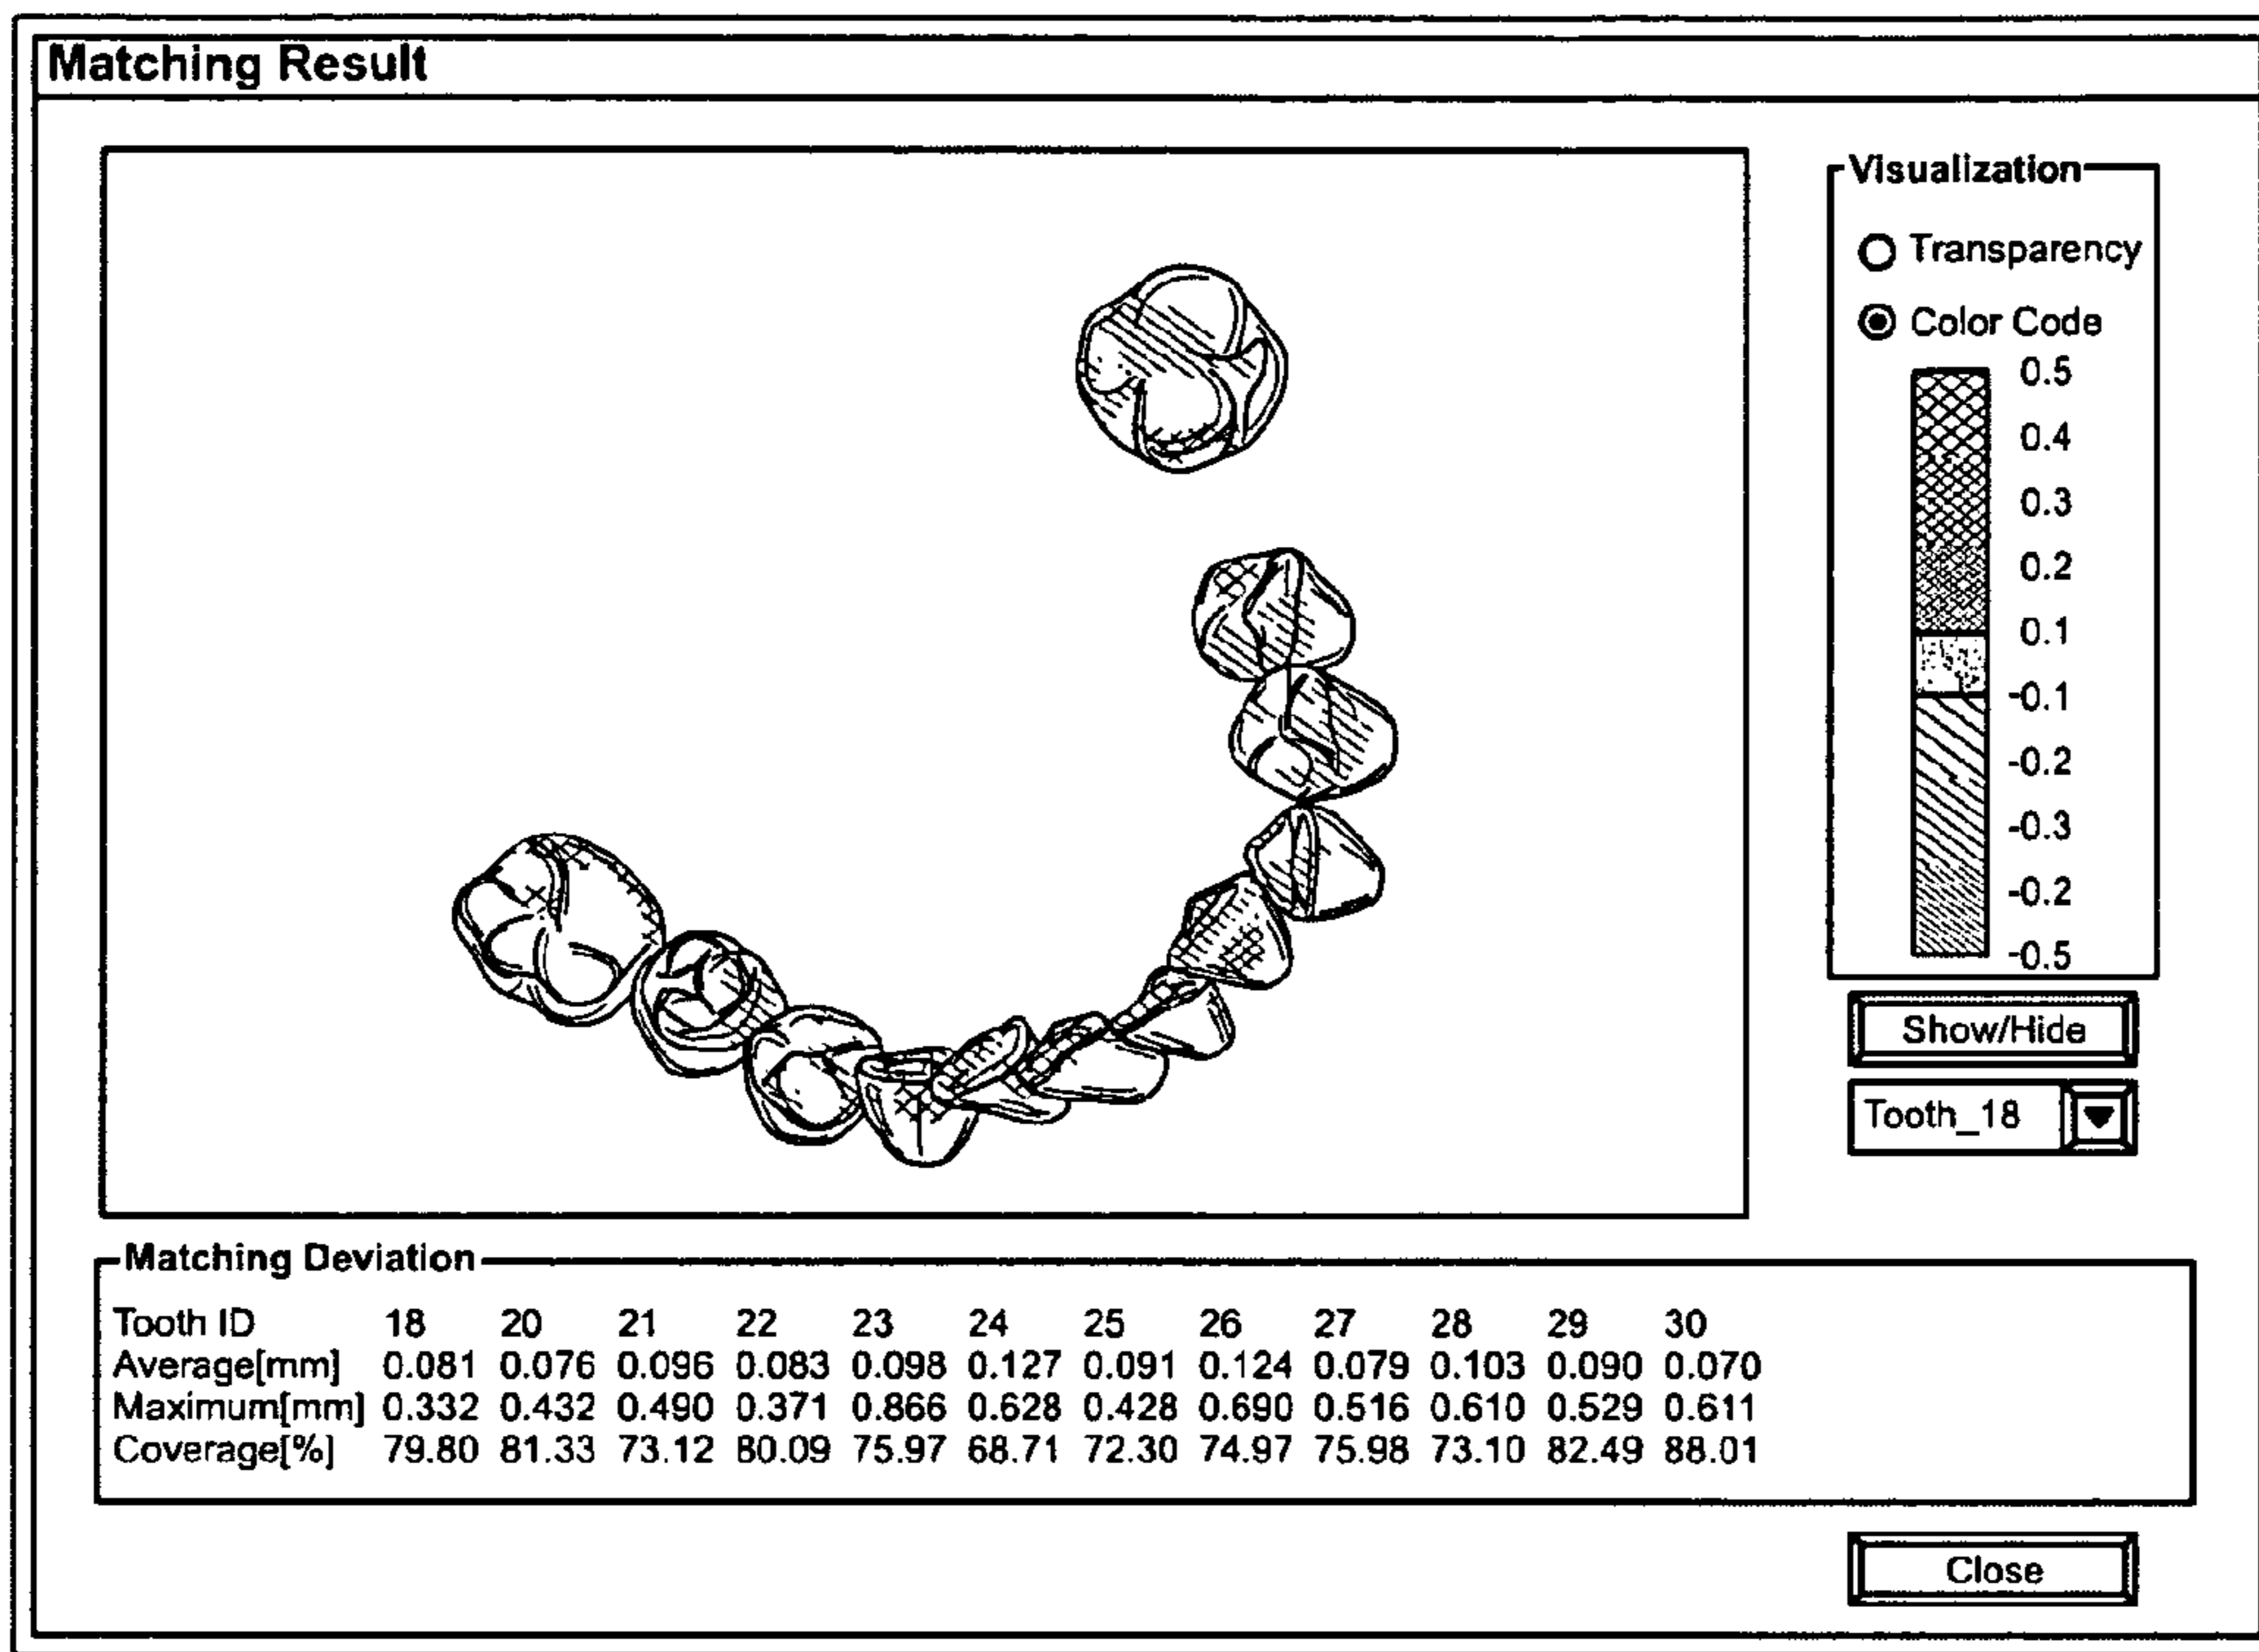 Matching Result
Visualization
Transparency
Color Code
0.5
0.4
0.3
0.2
0.1
-0.1
-0.2
-0.3
-0.2
-0.5
Show/Hide
Tooth_18
Matching Deviation
Tooth ID 18 20 21 22 23 24 25 26 27 28 29 30
Average[mm] 0.081 0.076 0.096 0.083 0.098 0.127 0.091 0.124 0.079 0.103 0.090 0.070
Maximum[mm] 0.332 0.432 0.490 0.371 0.866 0.628 0.428 0.690 0.516 0.610 0.529 0.611
Coverage[%] 79.80 81.33 73.12 80.09 75.97 68.71 72.30 74.97 75.98 73.10 82.49 88.01
Close